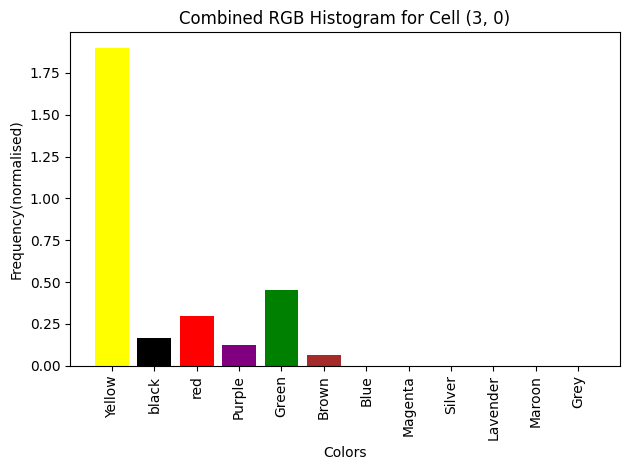 Combined RGB Histogram for Cell (3, 0)
Frequency(normalised)
1.75
1.50
1.25
1.00
0.75
0.50
0.25
0.00
Yellow
black
red
Purple
Green
Brown
Blue
Magenta
Silver
Lavender
Maroon
Grey
Colors